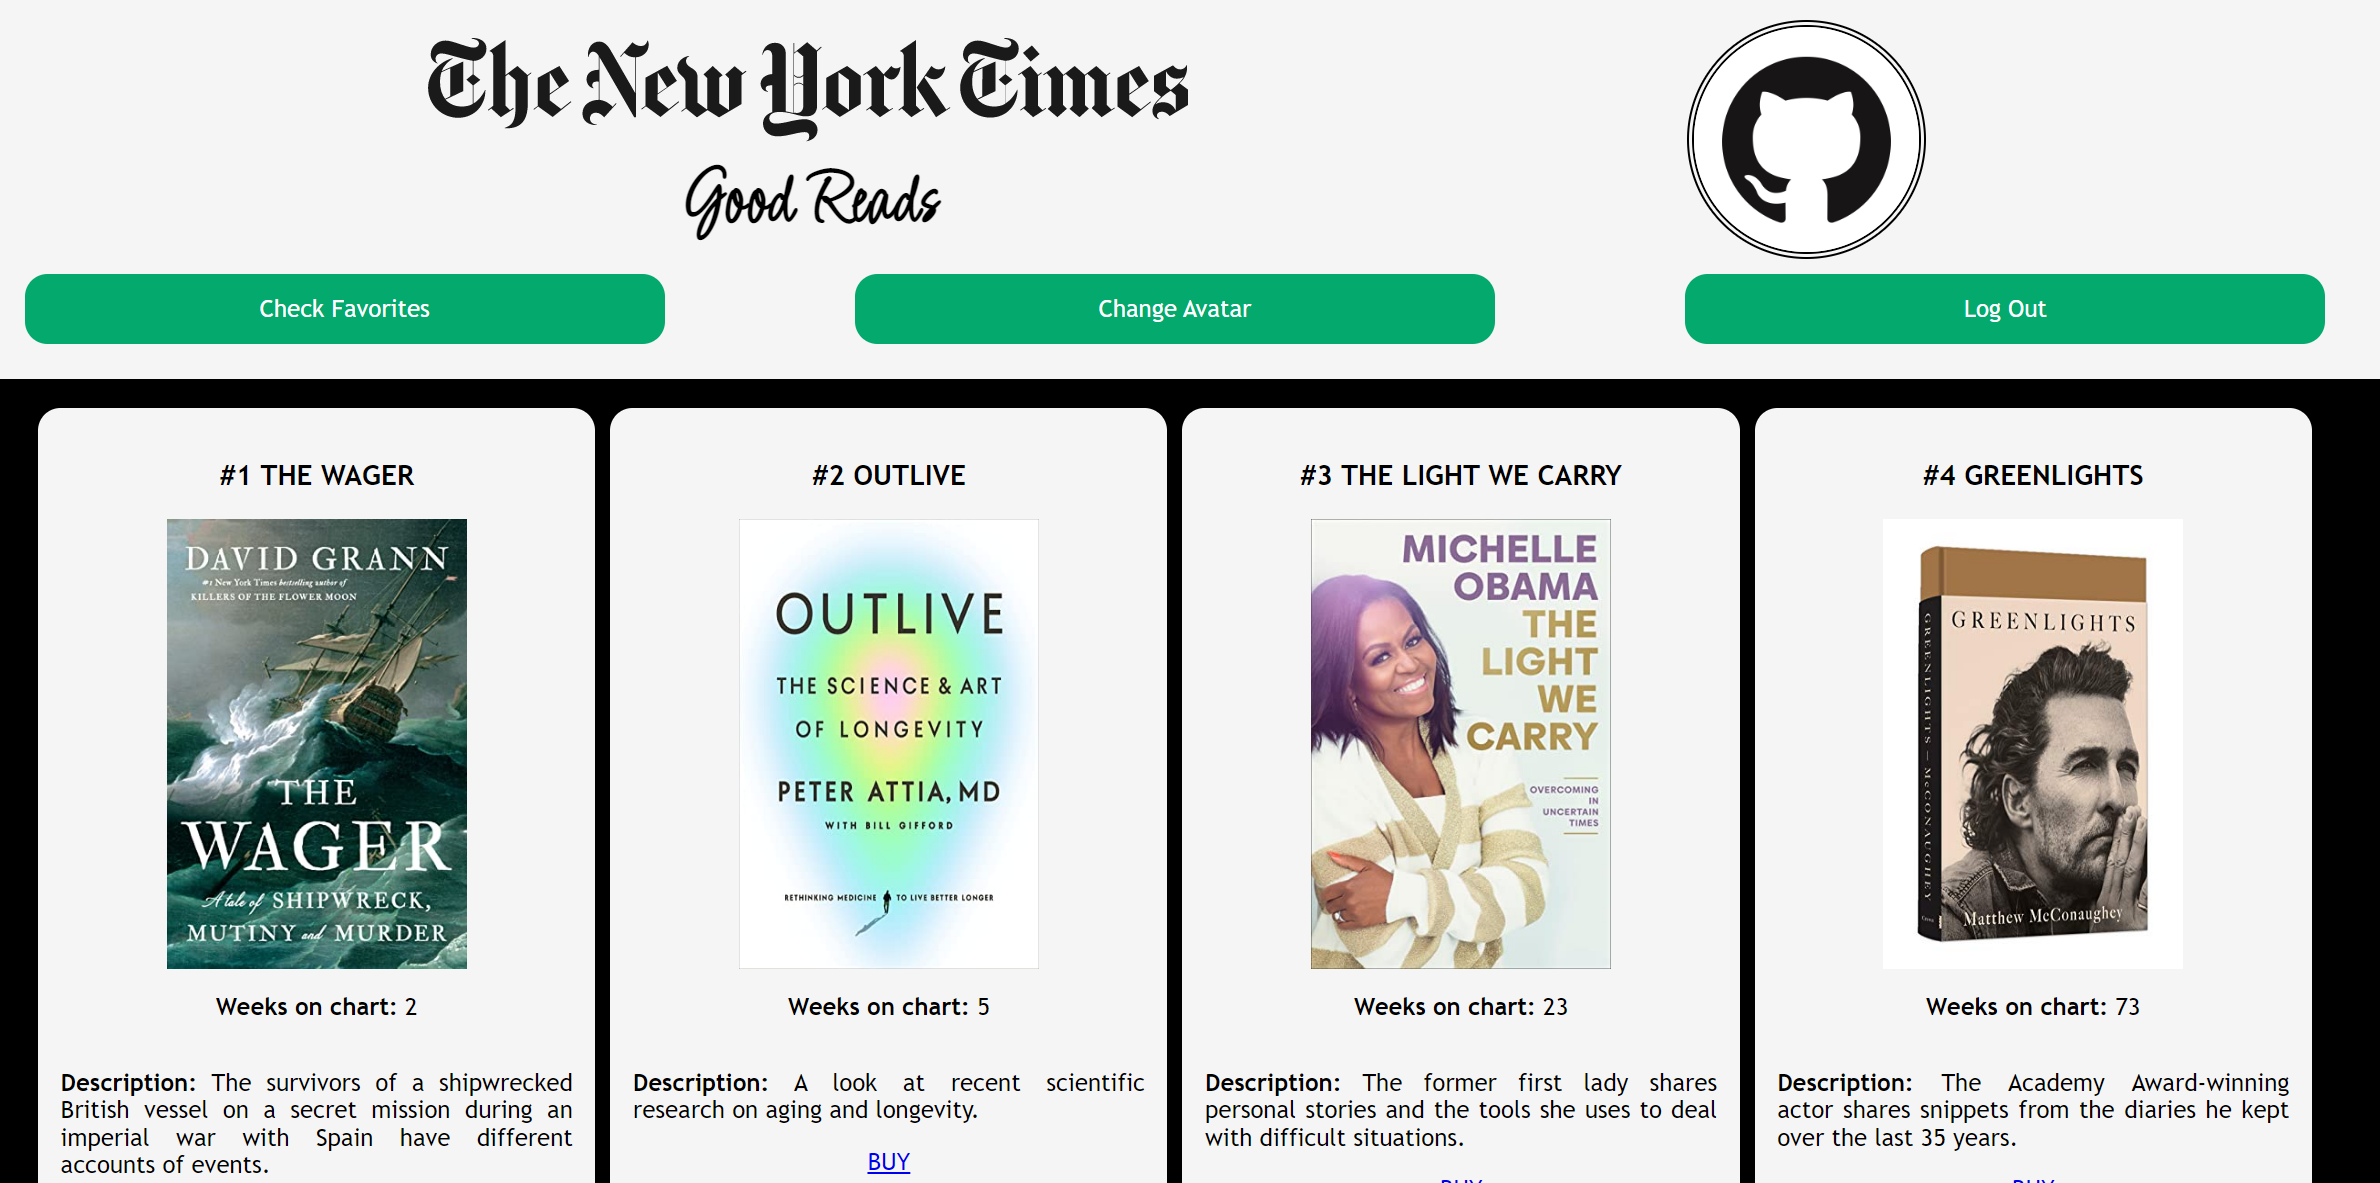 The New York Times
Good Reads
Check Favorites
Change Avatar
Log Out
#1 THE WAGER
DAVID GRANN
#1 New York Times bestselling author of
KILLERS OF THE FLOWER MOON
THE
WAGER
A tale of SHIPWRECK,
MUTINY and MURDER
Weeks on chart: 2
Description: The survivors of a shipwrecked
British vessel on a secret mission during an
imperial war with Spain have different
accounts of events.
#2 OUTLIVE
OUTLIVE
THE SCIENCE & ART
OF LONGEVITY
PETER ATTIA, MD
WITH BILL GIFFORD
RETHINKING MEDICINE TO LIVE BETTER LONGER
Weeks on chart: 5
Description: A look at recent scientific
research on aging and longevity.
BUY
#3 THE LIGHT WE CARRY
MICHELLE
OBAMA
THE
LIGHT
WE
CARRY
OVERCOMING
IN
UNCERTAIN
TIMES
Weeks on chart: 23
Description: The former first lady shares
personal stories and the tools she uses to deal
with difficult situations.
BUY
#4 GREENLIGHTS
GREENLIGHTS
GREENLIGHTS — McCONAUGHEY
Matthew McConaughey
Weeks on chart: 73
Description: The Academy Award-winning
actor shares snippets from the diaries he kept
over the last 35 years.
BUY